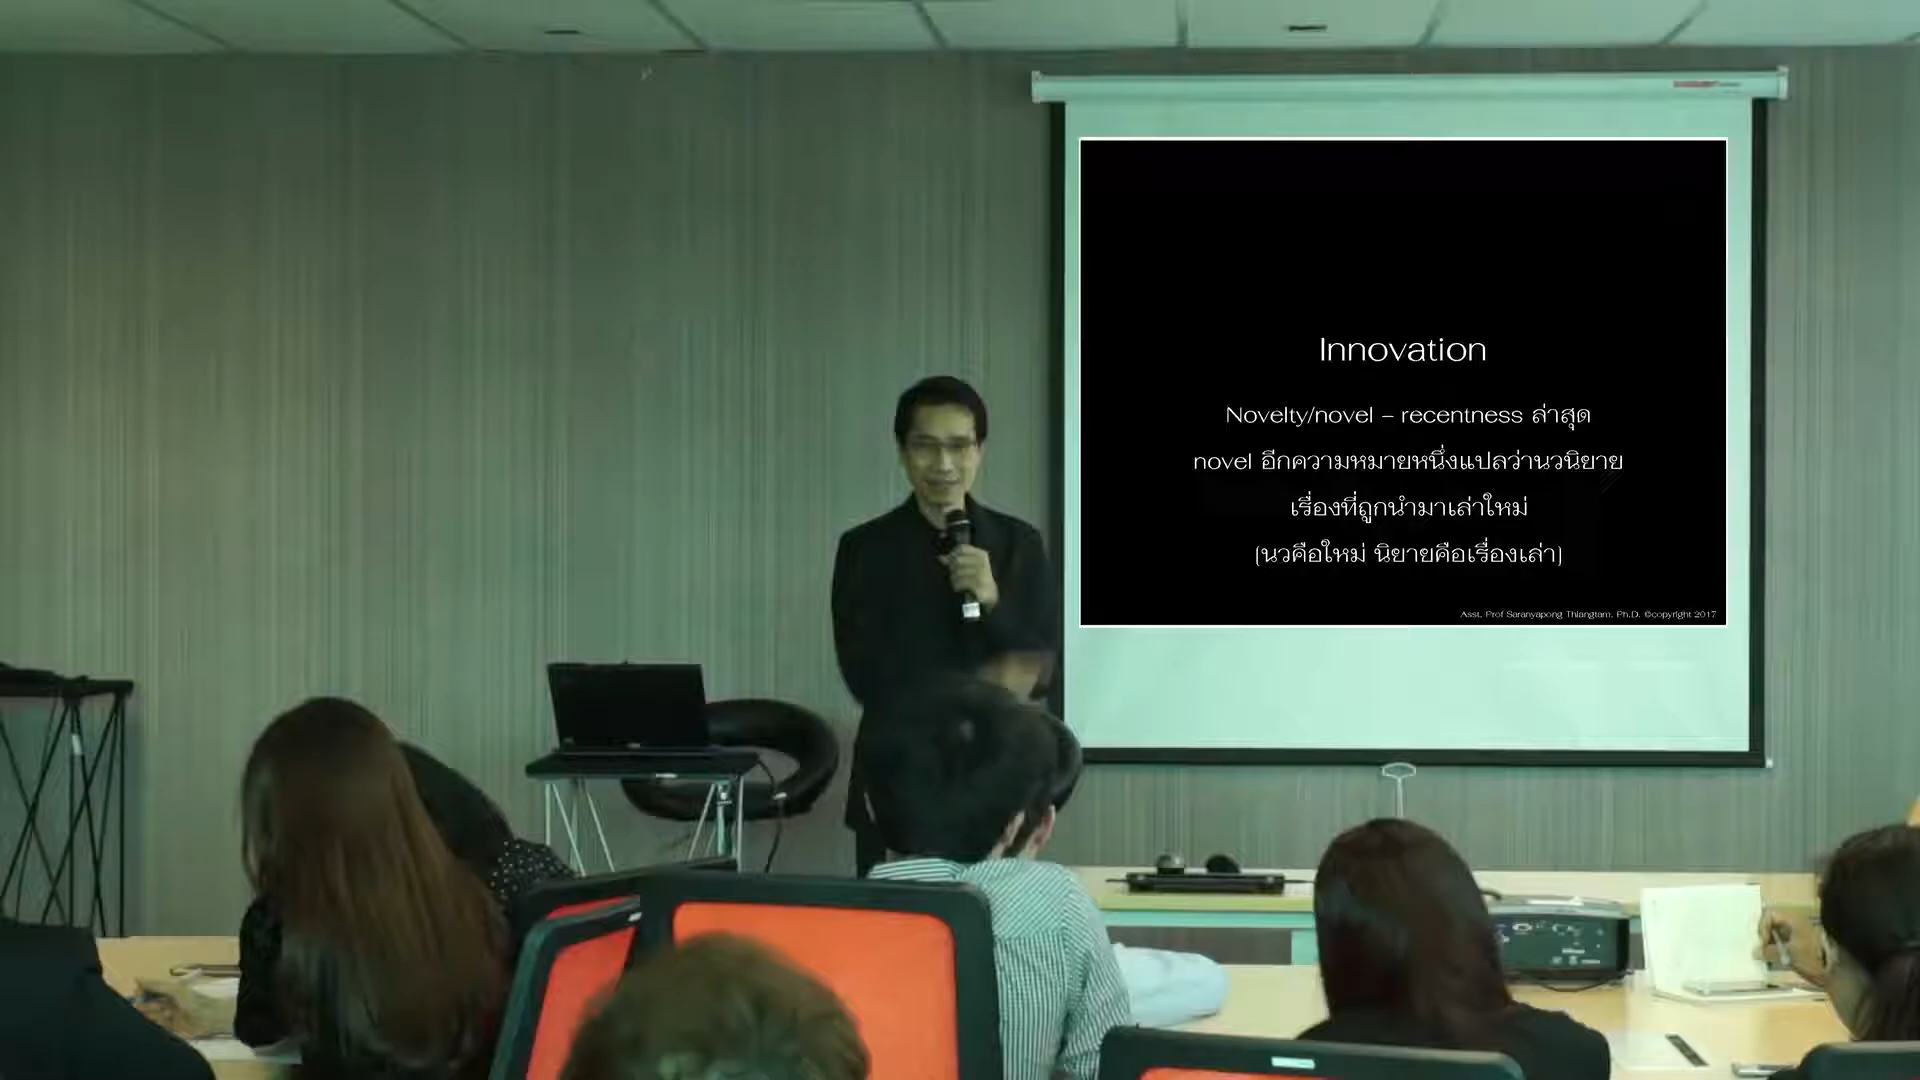 Innovation
Novelty/novel – recentness ล่าสุด
novel อีกความหมายหนึ่งแปลว่านวนิยาย
เรื่องที่ถูกนำมาเล่าใหม่
(นวคือใหม่ นิยายคือเรื่องเล่า)
Asst. Prof Saranyapong Thiangtam. Ph.D. ©copyright 2017